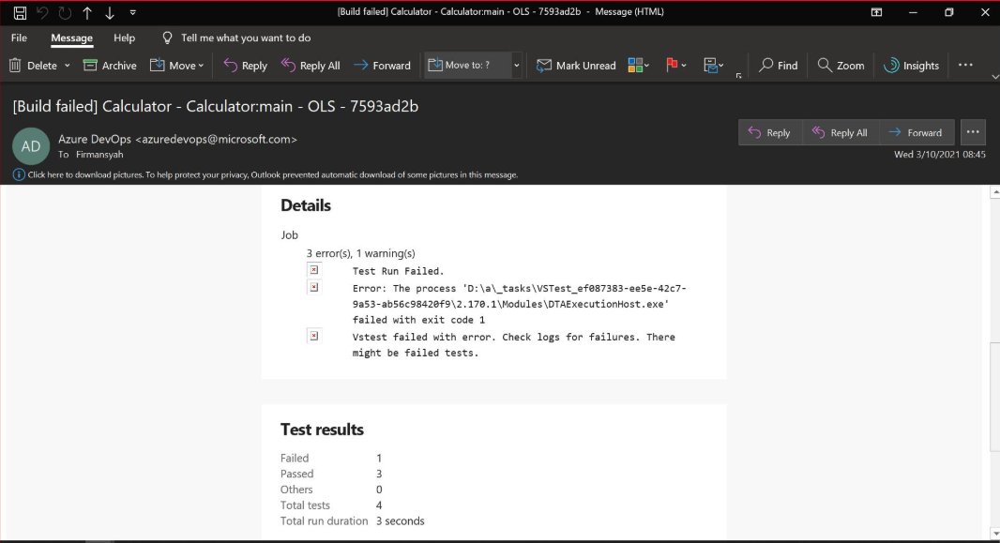 [Build failed] Calculator - Calculator:main - OLS - 7593ad2b - Message (HTML)
File Message Help Tell me what you want to do
Delete Archive Move Reply Reply All Forward Move to: ? Mark Unread Find Zoom Insights ...
[Build failed] Calculator - Calculator:main - OLS - 7593ad2b
AD
Azure DevOps <azuredevops@microsoft.com>
To Firmansyah
Reply Reply All Forward ...
Wed 3/10/2021 08:45
Click here to download pictures. To help protect your privacy, Outlook prevented automatic download of some pictures in this message.
Details
Job
3 error(s), 1 warning(s)
Test Run Failed.
Error: The process 'D:\a\_tasks\VSTest_ef087383-ee5e-42c7-
9a53-ab56c98420f9\2.170.1\Modules\DTAExecutionHost.exe'
failed with exit code 1
Vstest failed with error. Check logs for failures. There
might be failed tests.
Test results
Failed 1
Passed 3
Others 0
Total tests 4
Total run duration 3 seconds